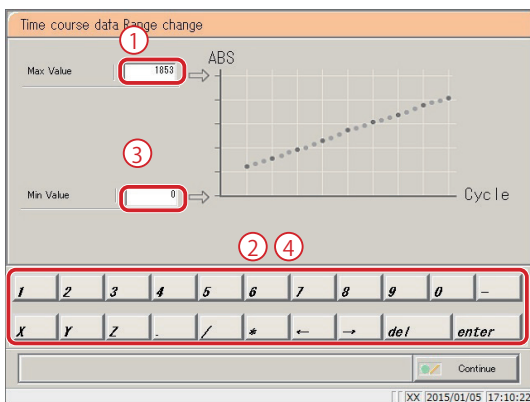 Time course data Range change
①
ABS
Max Value 1853
③
Min Value 0
Cycle
② ④
1 2 3 4 5 6 7 8 9 0 –
X Y Z . / * ← → del enter
Continue
XX 2015/01/05 17:10:23